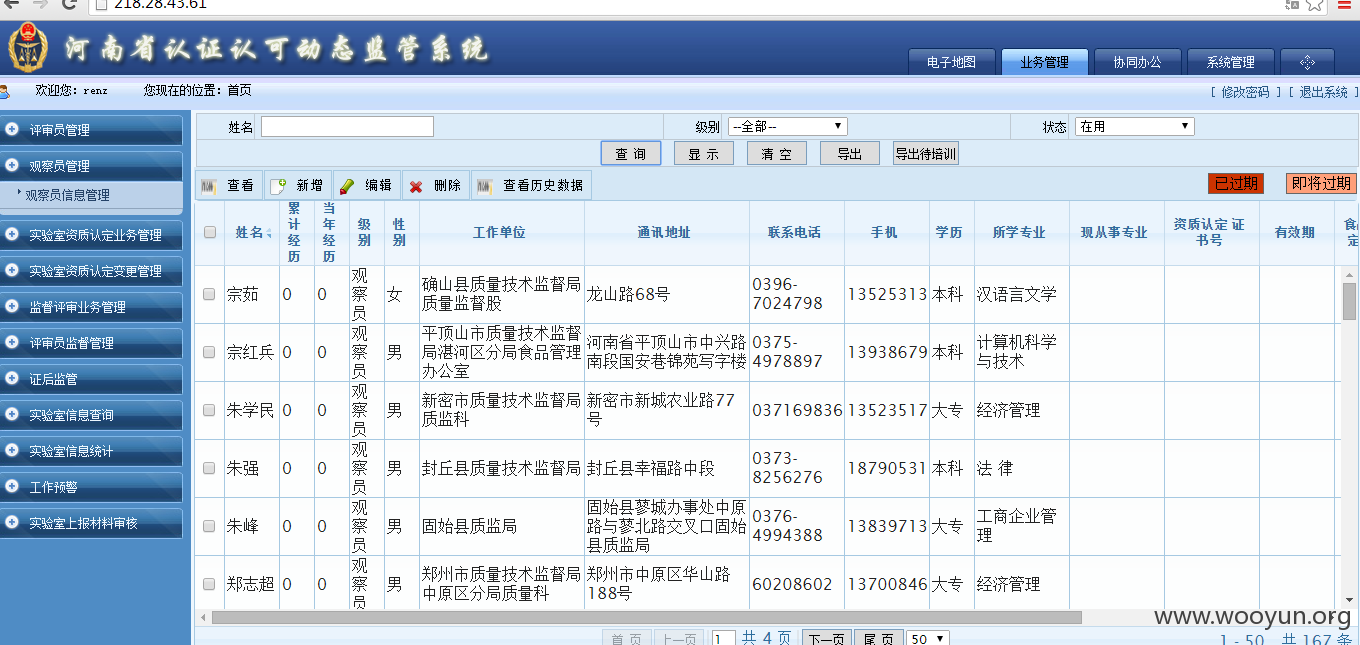 218.28.43.61
河南省认证认可动态监管系统
电子地图 业务管理 协同办公 系统管理
欢迎您：renz 您现在的位置：首页 [ 修改密码 ] [ 退出系统 ]
评审员管理
观察员管理
观察员信息管理
实验室资质认定业务管理
实验室资质认定变更管理
监督评审业务管理
评审员监督管理
证后监管
实验室信息查询
实验室信息统计
工作预警
实验室上报材料审核
姓名 级别 --全部-- 状态 在用
查 询 显 示 清 空 导出 导出待培训
查看 新增 编辑 删除 查看历史数据 已过期 即将过期
姓名 累计经历 当年经历 级别 性别 工作单位 通讯地址 联系电话 手机 学历 所学专业 现从事专业 资质认定 证书号 有效期
宗茹 0 0 观察员 女 确山县质量技术监督局质量监督股 龙山路68号 0396-7024798 13525313 本科 汉语言文学
宗红兵 0 0 观察员 男 平顶山市质量技术监督局湛河区分局食品管理办公室 河南省平顶山市中兴路南段国安巷锦苑写字楼 0375-4978897 13938679 本科 计算机科学与技术
朱学民 0 0 观察员 男 新密市质量技术监督局质监科 新密市新城农业路77号 037169836 13523517 大专 经济管理
朱强 0 0 观察员 男 封丘县质量技术监督局 封丘县幸福路中段 0373-8256276 18790531 本科 法 律
朱峰 0 0 观察员 男 固始县质监局 固始县蓼城办事处中原路与蓼北路交叉口固始县质监局 0376-4994388 13839713 大专 工商企业管理
郑志超 0 0 观察员 男 郑州市质量技术监督局中原区分局质量科 郑州市中原区华山路188号 60208602 13700846 大专 经济管理
首 页 上一页 1 共 4 页 下一页 尾 页 50 1 - 50 共 167 条
www.wooyun.org